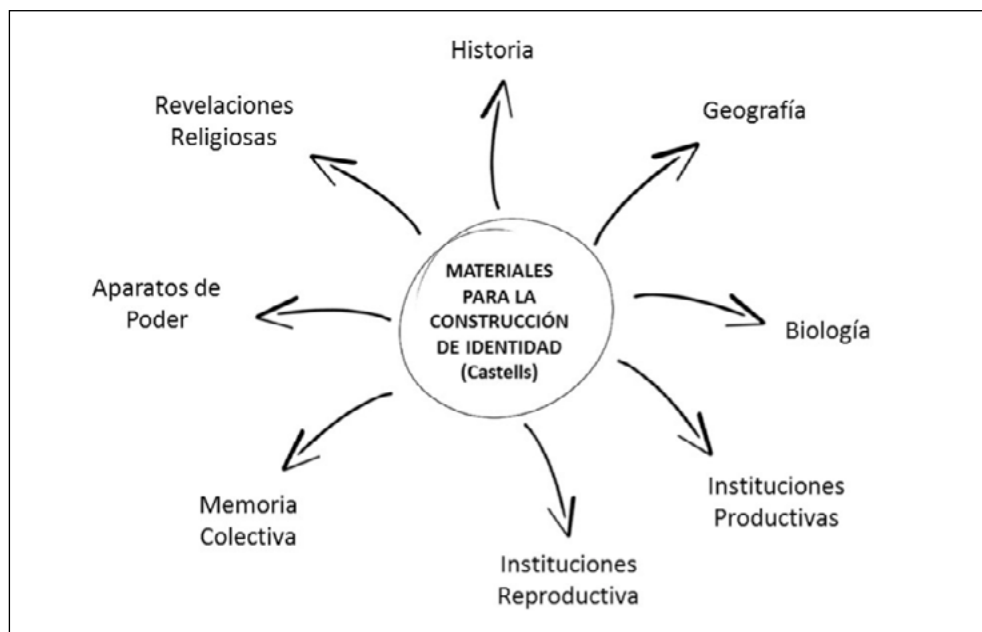 Historia
Geografía
Biología
Instituciones
Productivas
Instituciones
Reproductiva
Memoria
Colectiva
Aparatos de
Poder
Revelaciones
Religiosas
MATERIALES
PARA LA
CONSTRUCCIÓN
DE IDENTIDAD
(Castells)